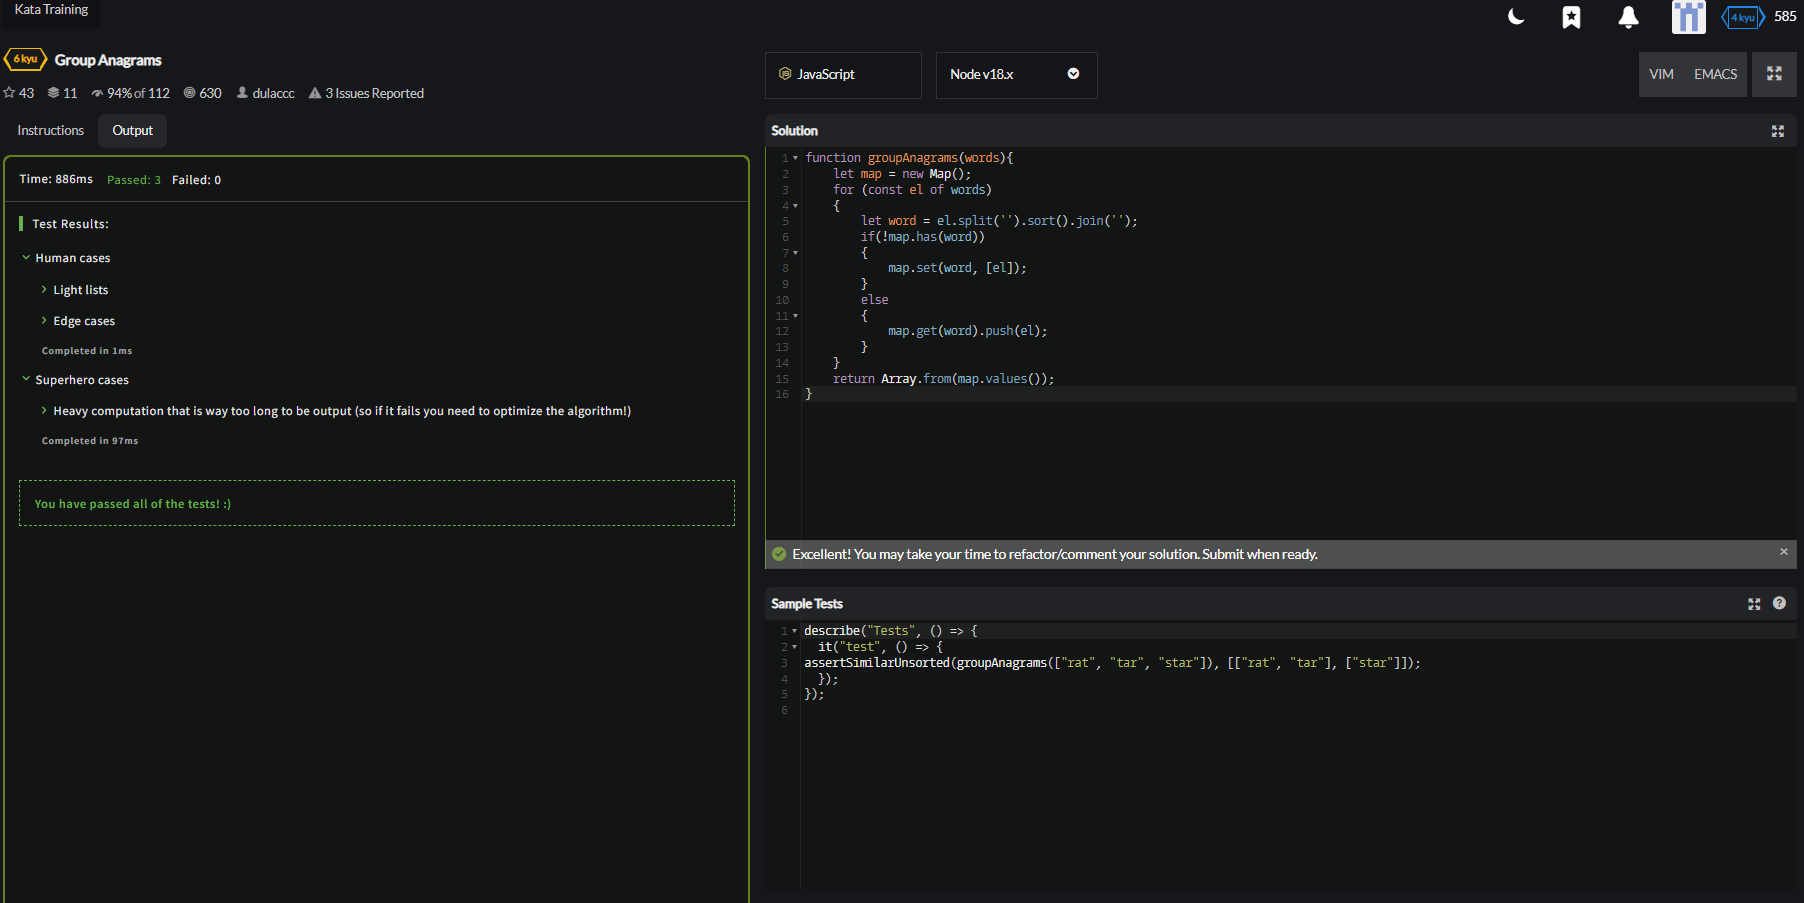 Kata Training
4 kyu 585
6 kyu Group Anagrams
43 11 94% of 112 630 dulaccc 3 Issues Reported
Instructions Output
Time: 886ms Passed: 3 Failed: 0
Test Results:
Human cases
Light lists
Edge cases
Completed in 1ms
Superhero cases
Heavy computation that is way too long to be output (so if it fails you need to optimize the algorithm!)
Completed in 97ms
You have passed all of the tests! :)
JavaScript Node v18.x VIM EMACS
Solution
1 function groupAnagrams(words){
2     let map = new Map();
3     for (const el of words)
4     {
5         let word = el.split('').sort().join('');
6         if(!map.has(word))
7         {
8             map.set(word, [el]);
9         }
10         else
11         {
12             map.get(word).push(el);
13         }
14     }
15     return Array.from(map.values());
16 }
Excellent! You may take your time to refactor/comment your solution. Submit when ready. ×
Sample Tests ?
1 describe("Tests", () => {
2   it("test", () => {
3 assertSimilarUnsorted(groupAnagrams(["rat", "tar", "star"]), [["rat", "tar"], ["star"]]);
4   });
5 });
6